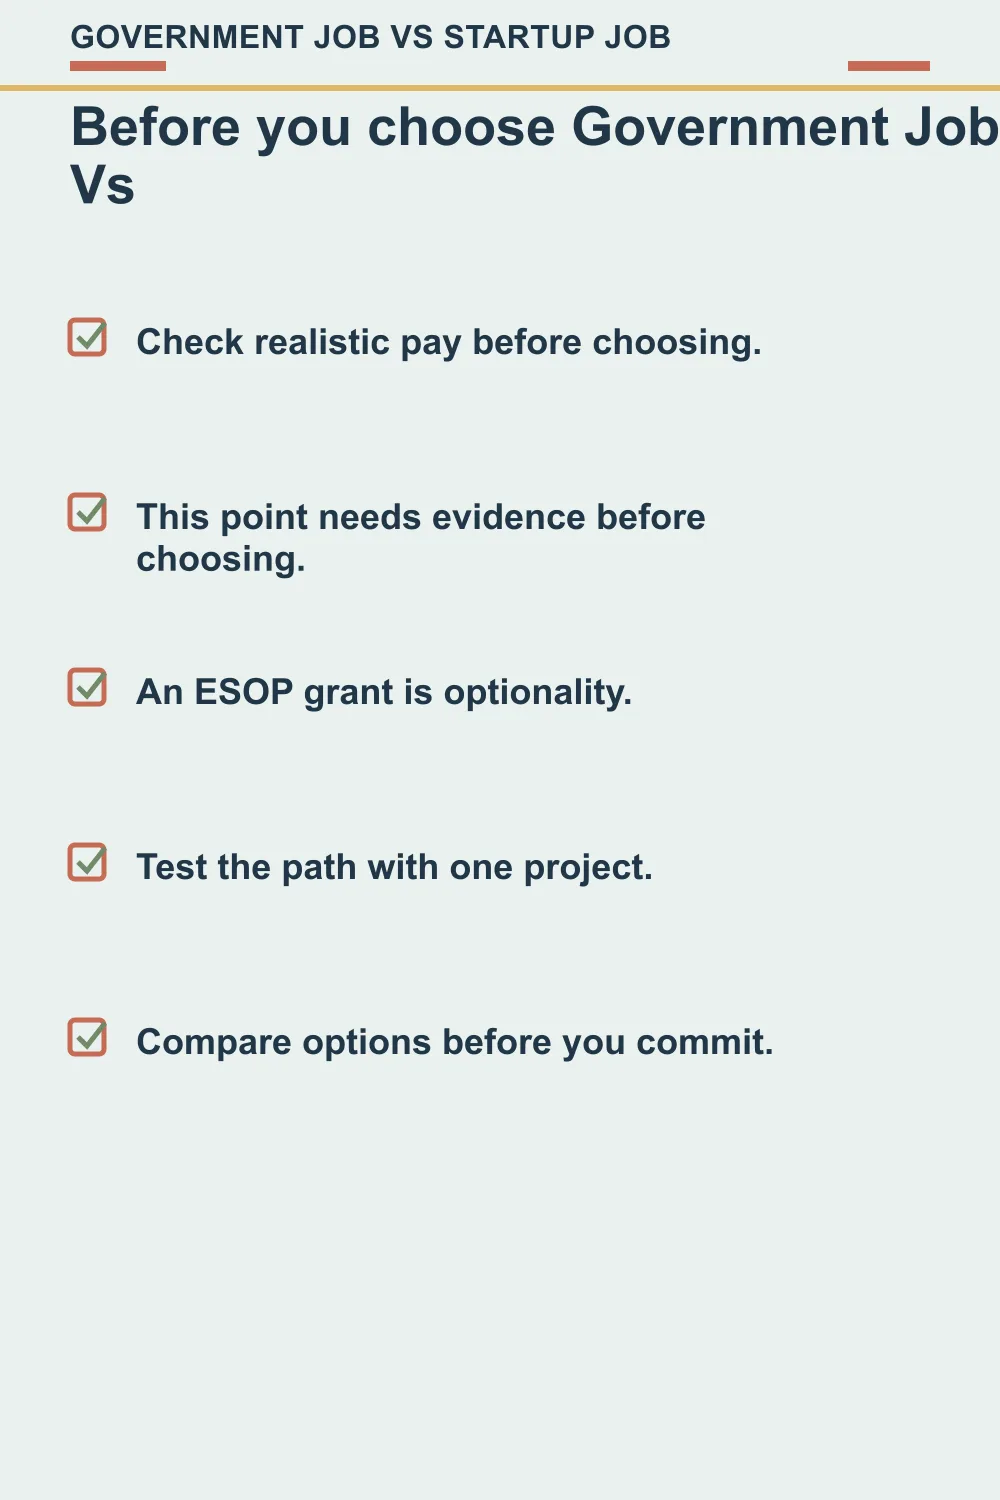 GOVERNMENT JOB VS STARTUP JOB
Before you choose Government Job
Vs
Check realistic pay before choosing.
This point needs evidence before
choosing.
An ESOP grant is optionality.
Test the path with one project.
Compare options before you commit.